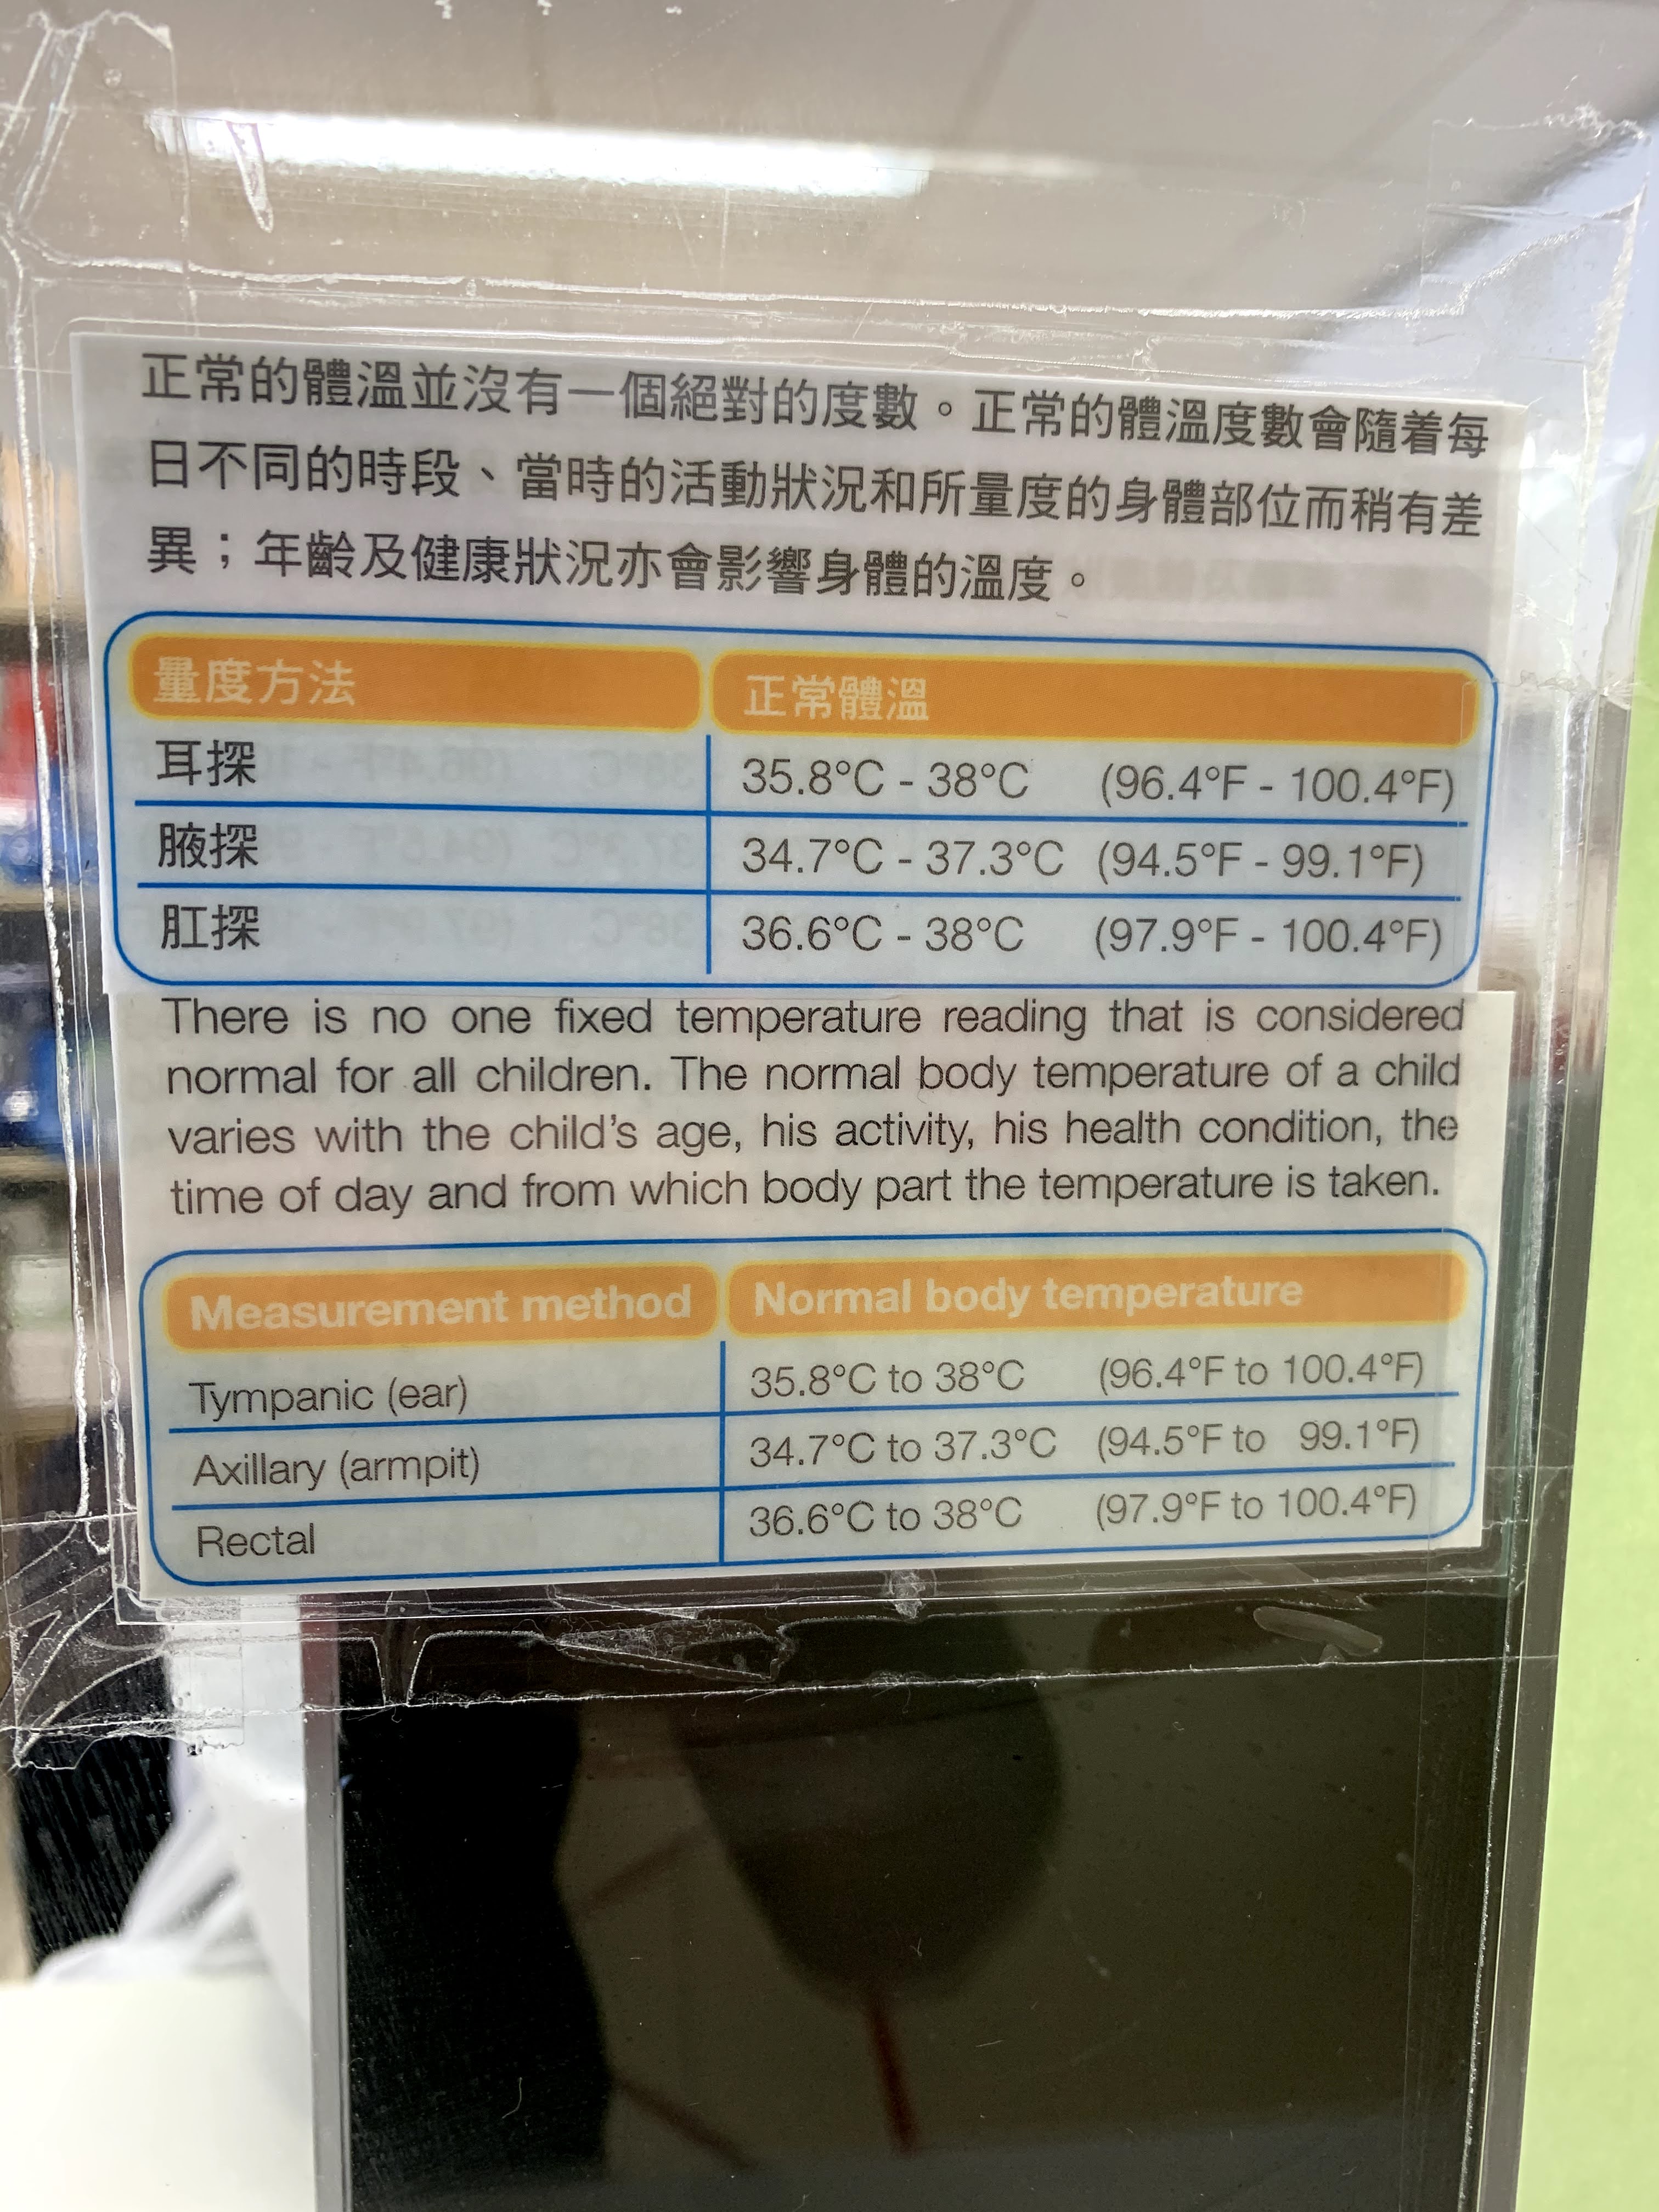 正常的體溫並沒有一個絕對的度數。正常的體溫度數會隨着每
日不同的時段、當時的活動狀況和所量度的身體部位而稍有差
異；年齡及健康狀況亦會影響身體的溫度。
量度方法 正常體溫
耳探 35.8°C - 38°C (96.4°F - 100.4°F)
腋探 34.7°C - 37.3°C (94.5°F - 99.1°F)
肛探 36.6°C - 38°C (97.9°F - 100.4°F)
There is no one fixed temperature reading that is considered
normal for all children. The normal body temperature of a child
varies with the child's age, his activity, his health condition, the
time of day and from which body part the temperature is taken.
Measurement method Normal body temperature
Tympanic (ear) 35.8°C to 38°C (96.4°F to 100.4°F)
Axillary (armpit) 34.7°C to 37.3°C (94.5°F to 99.1°F)
Rectal 36.6°C to 38°C (97.9°F to 100.4°F)